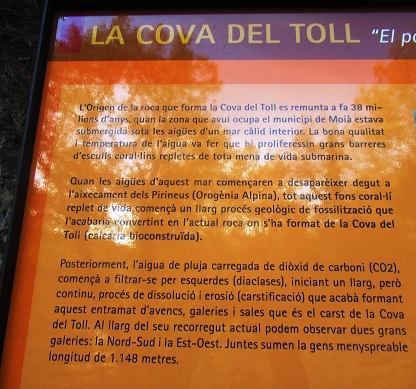 LA COVA DEL TOLL "El po
L'Origen de la roca que forma la Cova del Toll es remunta a fa 38 mi-
lions d'anys, quan la zona que avui ocupa el municipi de Moià estava
submergida sota les aigües d'un mar càlid interior. La bona qualitat
i temperatura de l'aigua va fer que hi proliferessin grans barreres
d'esculls coral·lins repletes de tota mena de vida submarina.
Quan les aigües d'aquest mar començaren a desaparèixer degut a
l'aixecament dels Pirineus (Orogènia Alpina), tot aquest fons coral·lí
replet de vida començà un llarg procés geològic de fossilització que
l'acabaria convertint en l'actual roca on s'ha format de la Cova del
Toll (calcària bioconstruïda).
Posteriorment, l'aigua de pluja carregada de diòxid de carboni (CO2),
començà a filtrar-se per esquerdes (diaclases), iniciant un llarg, però
continu, procés de dissolució i erosió (carstificació) que acabà formant
aquest entramat d'avencs, galeries i sales que és el carst de la Cova
del Toll. Al llarg del seu recorregut actual podem observar dues grans
galeries: la Nord-Sud i la Est-Oest. Juntes sumen la gens menyspreable
longitud de 1.148 metres.